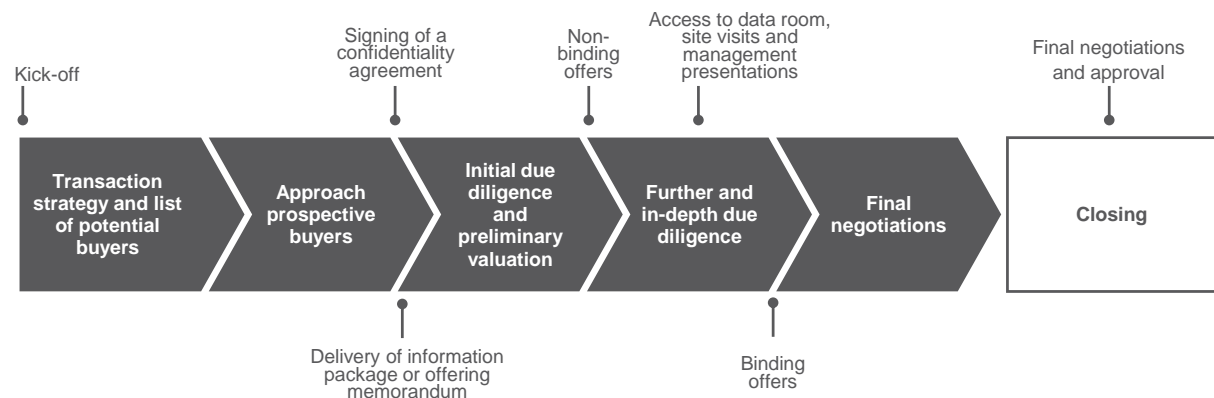 Kick-off
Signing of a
confidentiality
agreement
Non-
binding
offers
Access to data room,
site visits and
management
presentations
Final negotiations
and approval
Transaction
strategy and list
of potential
buyers
Approach
prospective
buyers
Initial due
diligence
and
preliminary
valuation
Further and
in-depth due
diligence
Final
negotiations
Closing
Delivery of information
package or offering
memorandum
Binding
offers